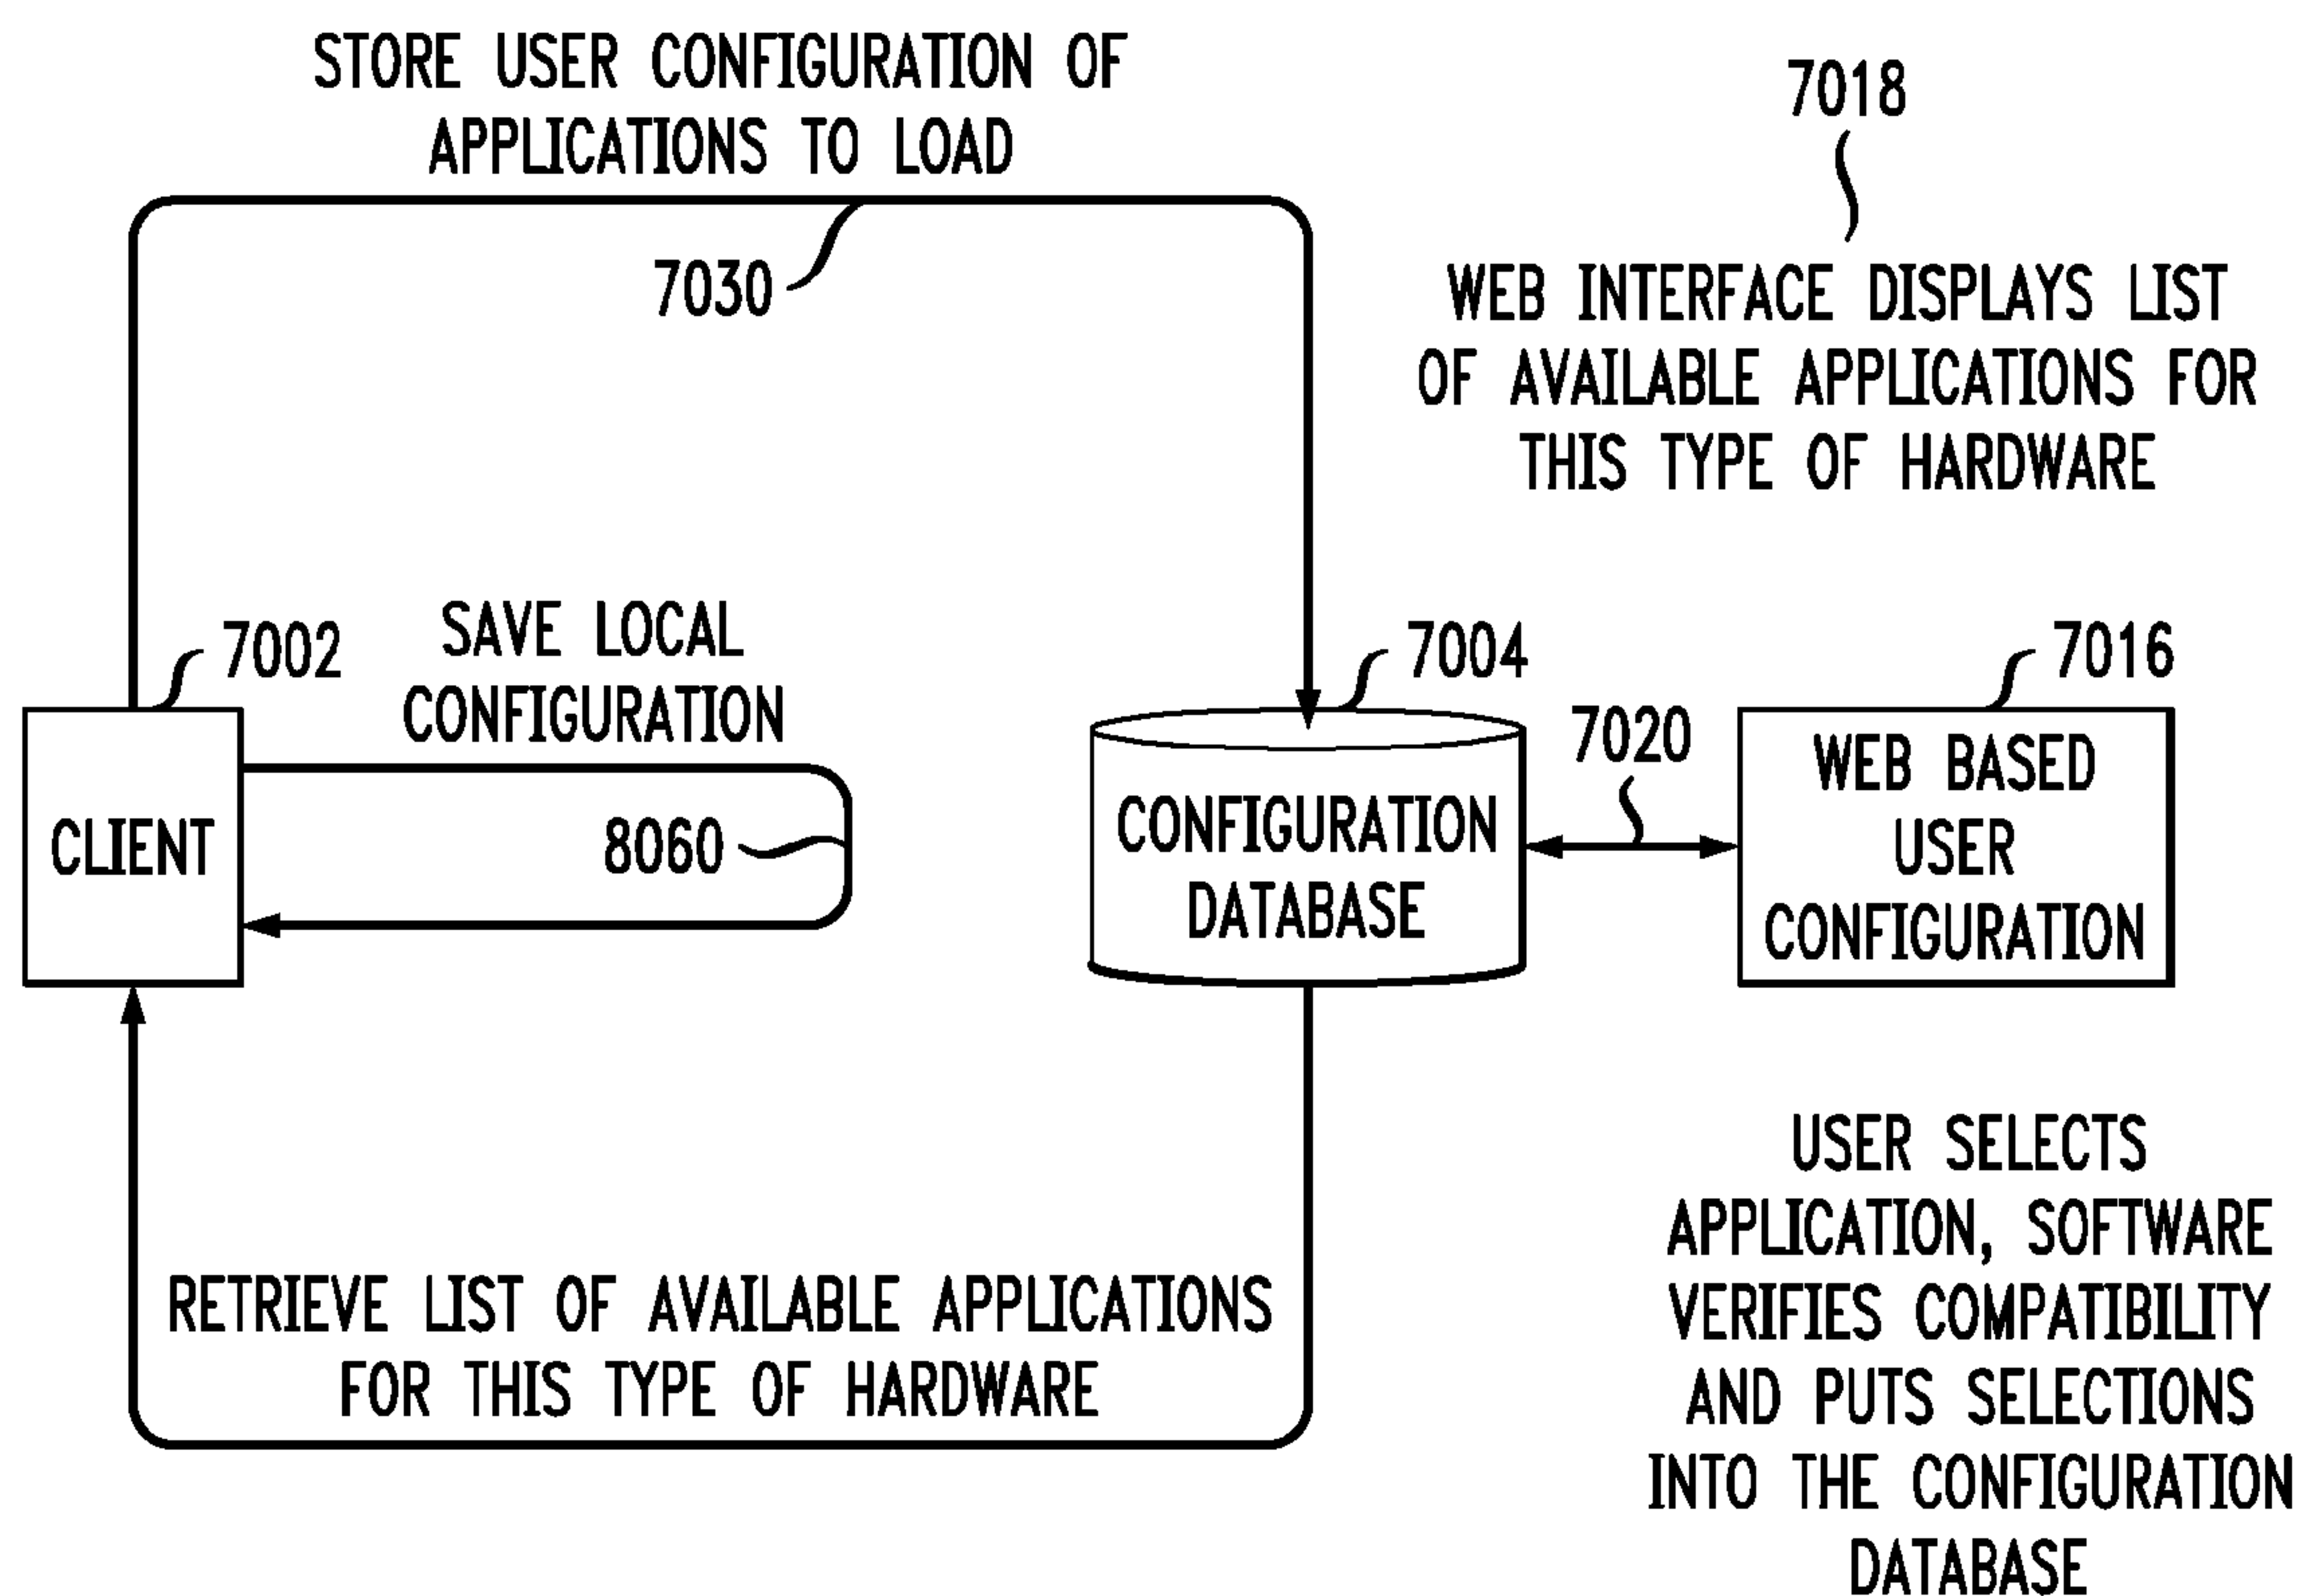 STORE USER CONFIGURATION OF
APPLICATIONS TO LOAD
7030
7018
WEB INTERFACE DISPLAYS LIST
OF AVAILABLE APPLICATIONS FOR
THIS TYPE OF HARDWARE
7002
SAVE LOCAL
CONFIGURATION
8060
CLIENT
7004
CONFIGURATION
DATABASE
7020
7016
WEB BASED
USER
CONFIGURATION
RETRIEVE LIST OF AVAILABLE APPLICATIONS
FOR THIS TYPE OF HARDWARE
USER SELECTS
APPLICATION, SOFTWARE
VERIFIES COMPATIBILITY
AND PUTS SELECTIONS
INTO THE CONFIGURATION
DATABASE